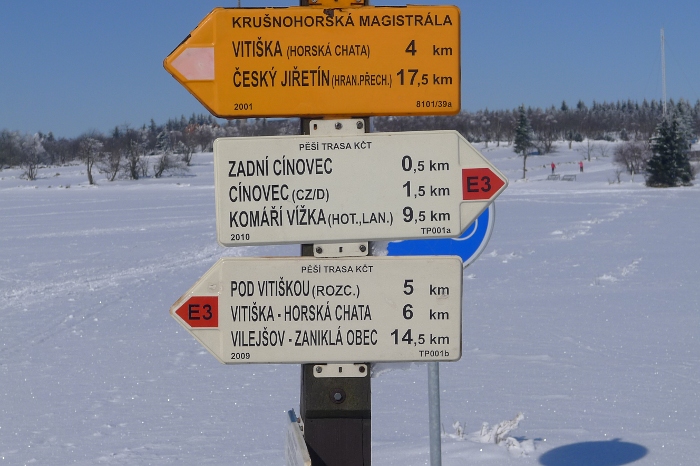 KRUŠNOHORSKÁ MAGISTRÁLA
VITIŠKA (HORSKÁ CHATA) 4 km
ČESKÝ JIŘETÍN (HRAN.PŘECH.) 17,5 km
2001 8101/39a
PĚŠÍ TRASA KČT
ZADNÍ CÍNOVEC 0,5 km
CÍNOVEC (CZ/D) 1,5 km
KOMÁŘÍ VÍŽKA (HOT.,LAN.) 9,5 km
E3
2010 TP001a
PĚŠÍ TRASA KČT
POD VITIŠKOU (ROZC.) 5 km
E3
VITIŠKA - HORSKÁ CHATA 6 km
VILEJŠOV - ZANIKLÁ OBEC 14,5 km
2009 TP001b